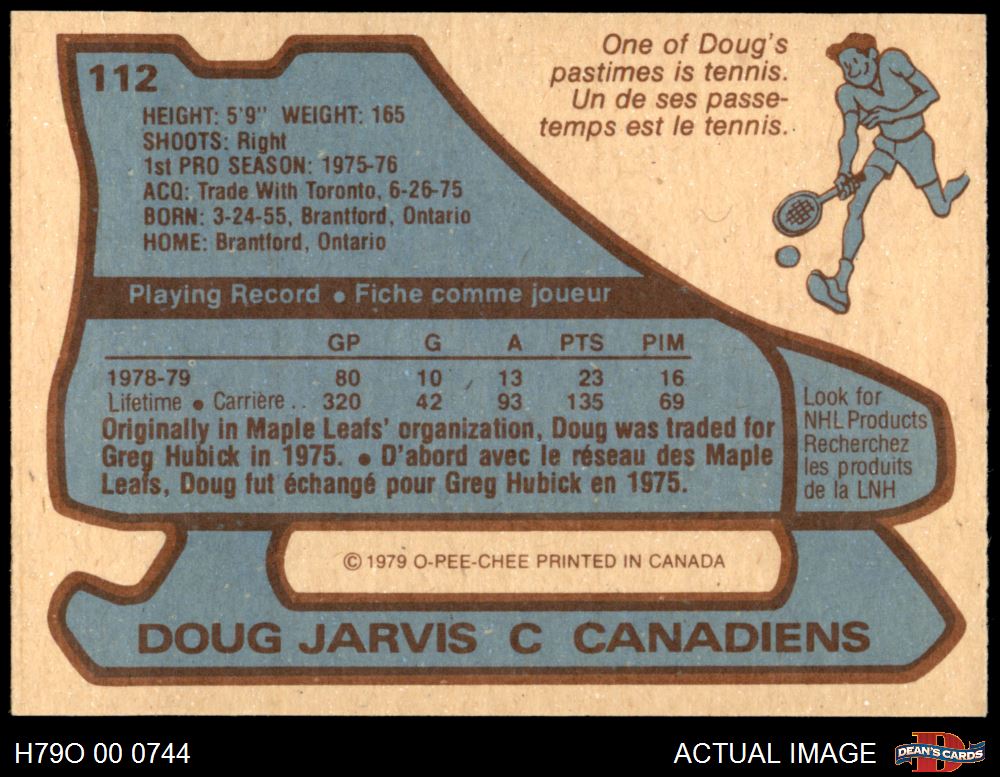 112
HEIGHT: 5'9" WEIGHT: 165
SHOOTS: Right
1st PRO SEASON: 1975-76
ACQ: Trade With Toronto, 6-26-75
BORN: 3-24-55, Brantford, Ontario
HOME: Brantford, Ontario
One of Doug's
pastimes is tennis.
Un de ses passe-
temps est le tennis.
Playing Record • Fiche comme joueur
GP G A PTS PIM
1978-79 80 10 13 23 16
Lifetime • Carrière .. 320 42 93 135 69
Originally in Maple Leafs' organization, Doug was traded for
Greg Hubick in 1975. • D'abord avec le réseau des Maple
Leafs, Doug fut échangé pour Greg Hubick en 1975.
Look for
NHL Products
Recherchez
les produits
de la LNH
© 1979 O-PEE-CHEE PRINTED IN CANADA
DOUG JARVIS C CANADIENS
H79O 00 0744
ACTUAL IMAGE
D
DEAN'S CARDS